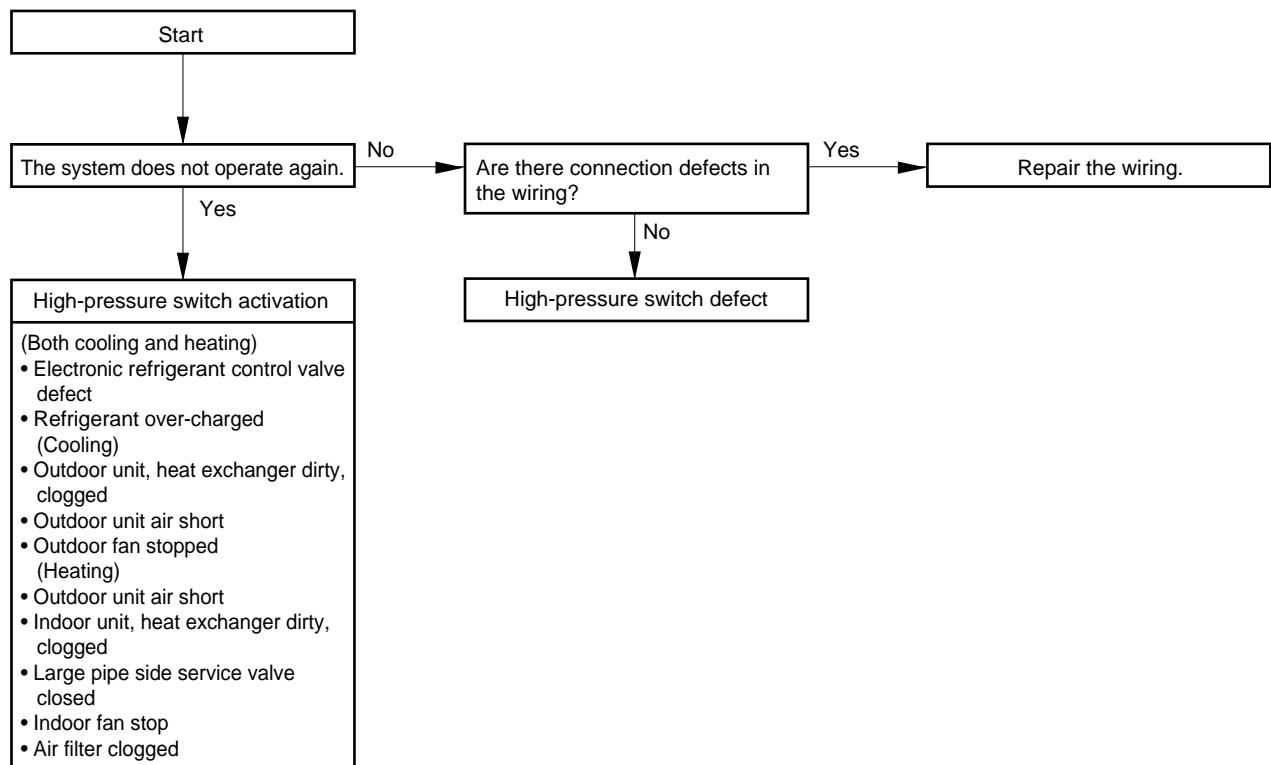 Start
The system does not operate again.
No
Are there connection defects in
the wiring?
Yes
Repair the wiring.
Yes
No
High-pressure switch activation
High-pressure switch defect
(Both cooling and heating)
• Electronic refrigerant control valve
defect
• Refrigerant over-charged
(Cooling)
• Outdoor unit, heat exchanger dirty,
clogged
• Outdoor unit air short
• Outdoor fan stopped
(Heating)
• Outdoor unit air short
• Indoor unit, heat exchanger dirty,
clogged
• Large pipe side service valve
closed
• Indoor fan stop
• Air filter clogged